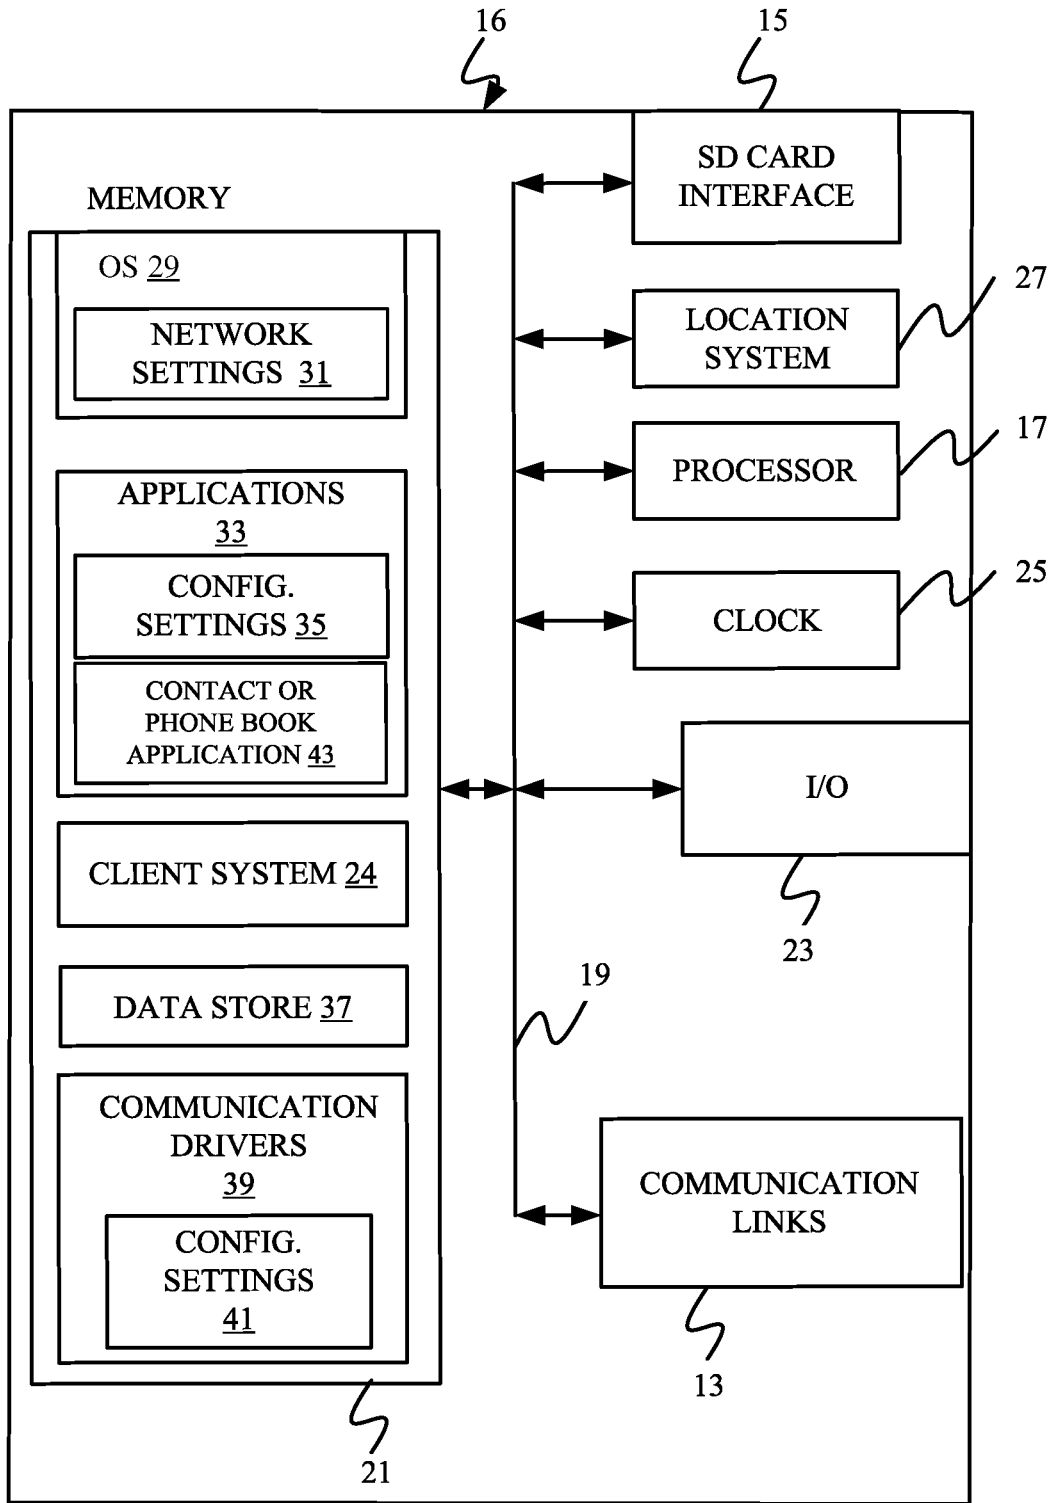 16
15
SD CARD
INTERFACE
MEMORY
OS 29
NETWORK
SETTINGS 31
27
LOCATION
SYSTEM
17
PROCESSOR
APPLICATIONS
33
CONFIG.
SETTINGS 35
25
CLOCK
CONTACT OR
PHONE BOOK
APPLICATION 43
I/O
CLIENT SYSTEM 24
23
19
DATA STORE 37
COMMUNICATION
DRIVERS
39
CONFIG.
SETTINGS
41
COMMUNICATION
LINKS
13
21